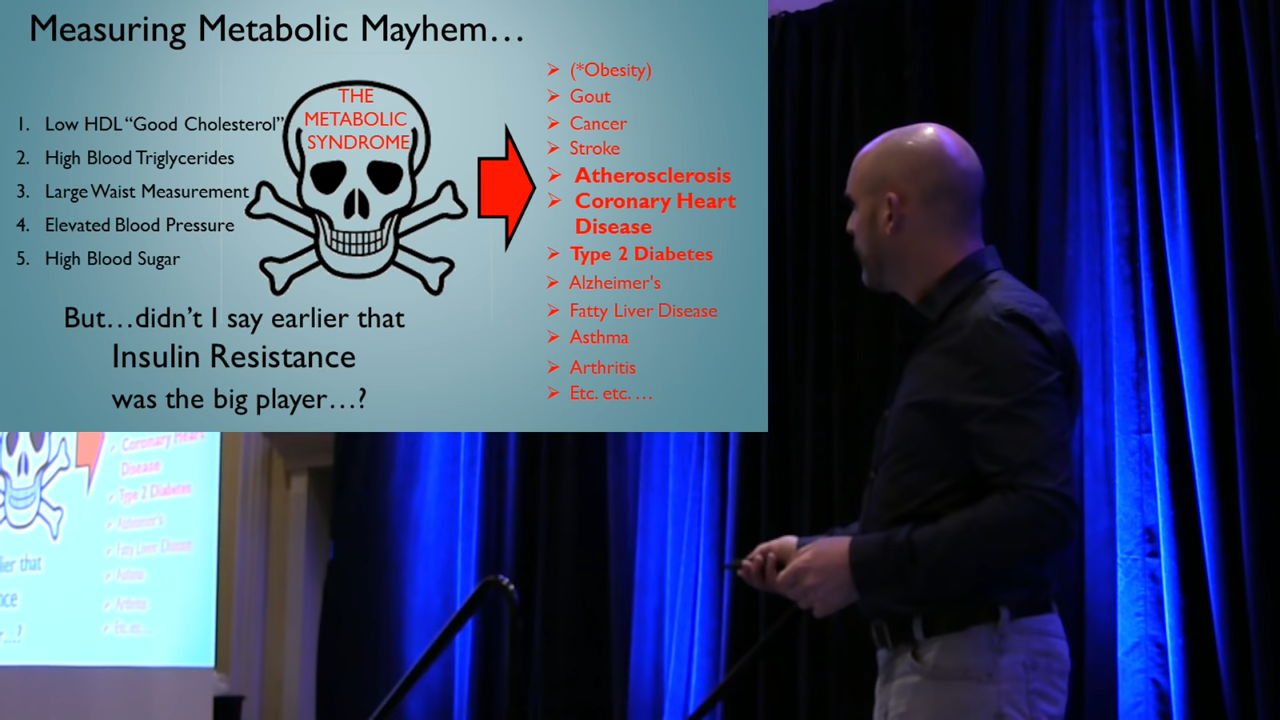 Measuring Metabolic Mayhem…
1. Low HDL “Good Cholesterol”
2. High Blood Triglycerides
3. Large Waist Measurement
4. Elevated Blood Pressure
5. High Blood Sugar
THE
METABOLIC
SYNDROME
(*Obesity)
Gout
Cancer
Stroke
Atherosclerosis
Coronary Heart
Disease
Type 2 Diabetes
Alzheimer's
Fatty Liver Disease
Asthma
Arthritis
Etc. etc. …
But…didn’t I say earlier that
Insulin Resistance
was the big player…?
Coronary Heart
Disease
Type 2 Diabetes
Alzheimer's
Fatty Liver Disease
Asthma
Arthritis
Etc. etc. …
that